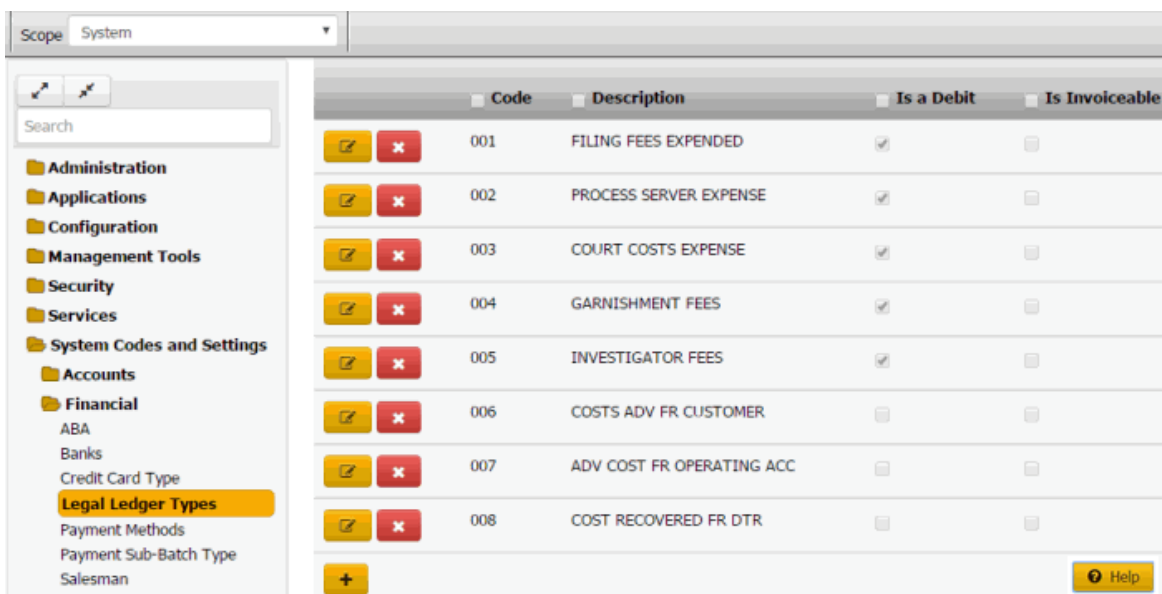 Scope System
Search
Administration
Applications
Configuration
Management Tools
Security
Services
System Codes and Settings
Accounts
Financial
ABA
Banks
Credit Card Type
Legal Ledger Types
Payment Methods
Payment Sub-Batch Type
Salesman
Code Description Is a Debit Is Invoiceable
001 FILING FEES EXPENDED
002 PROCESS SERVER EXPENSE
003 COURT COSTS EXPENSE
004 GARNISHMENT FEES
005 INVESTIGATOR FEES
006 COSTS ADV FR CUSTOMER
007 ADV COST FR OPERATING ACC
008 COST RECOVERED FR DTR
Help